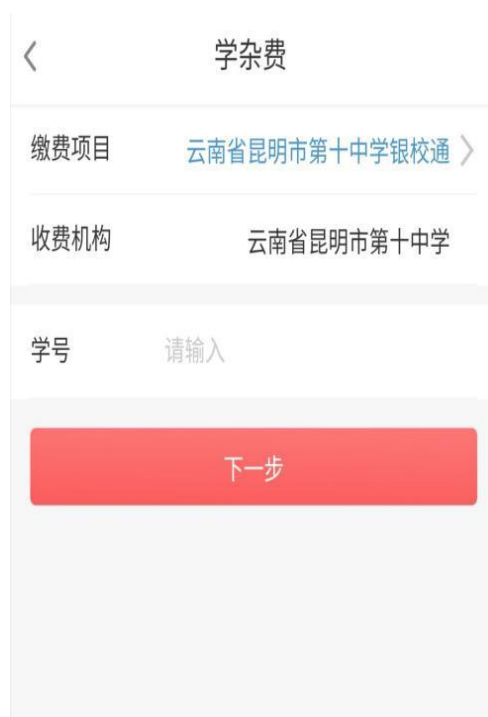 学杂费
缴费项目 云南省昆明市第十中学银校通
收费机构 云南省昆明市第十中学
学号 请输入
下一步